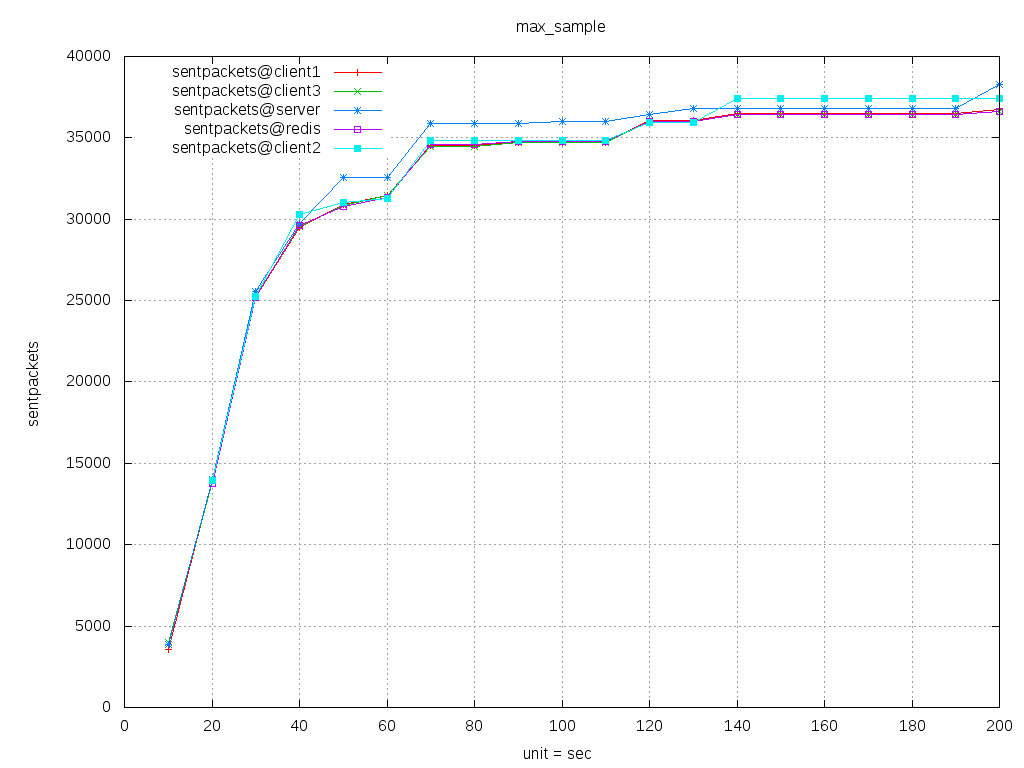 max_sample
40000
35000
30000
25000
20000
15000
10000
5000
0
sentpackets
sentpackets@client1
sentpackets@client3
sentpackets@server
sentpackets@redis
sentpackets@client2
0 20 40 60 80 100 120 140 160 180 200
unit = sec